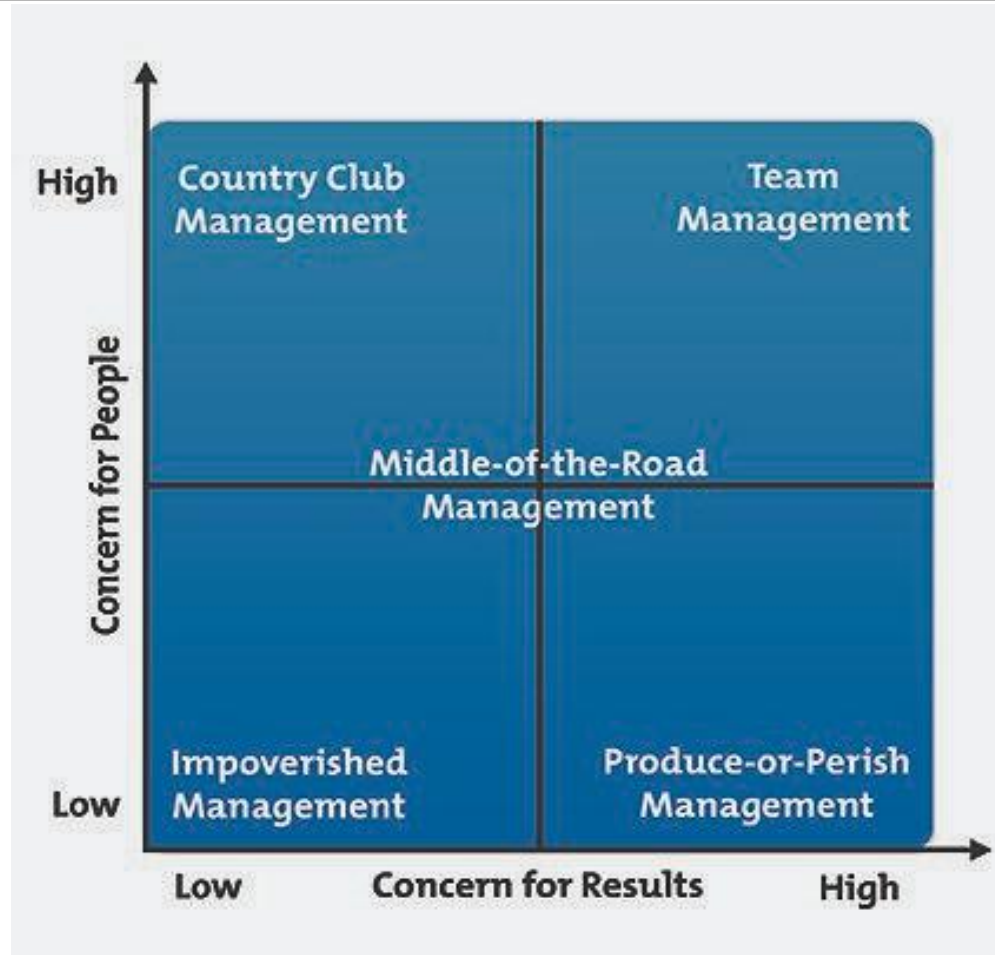 High
Country Club
Management
Team
Management
Concern for People
Middle-of-the-Road
Management
Impoverished
Management
Produce-or-Perish
Management
Low
Low
Concern for Results
High